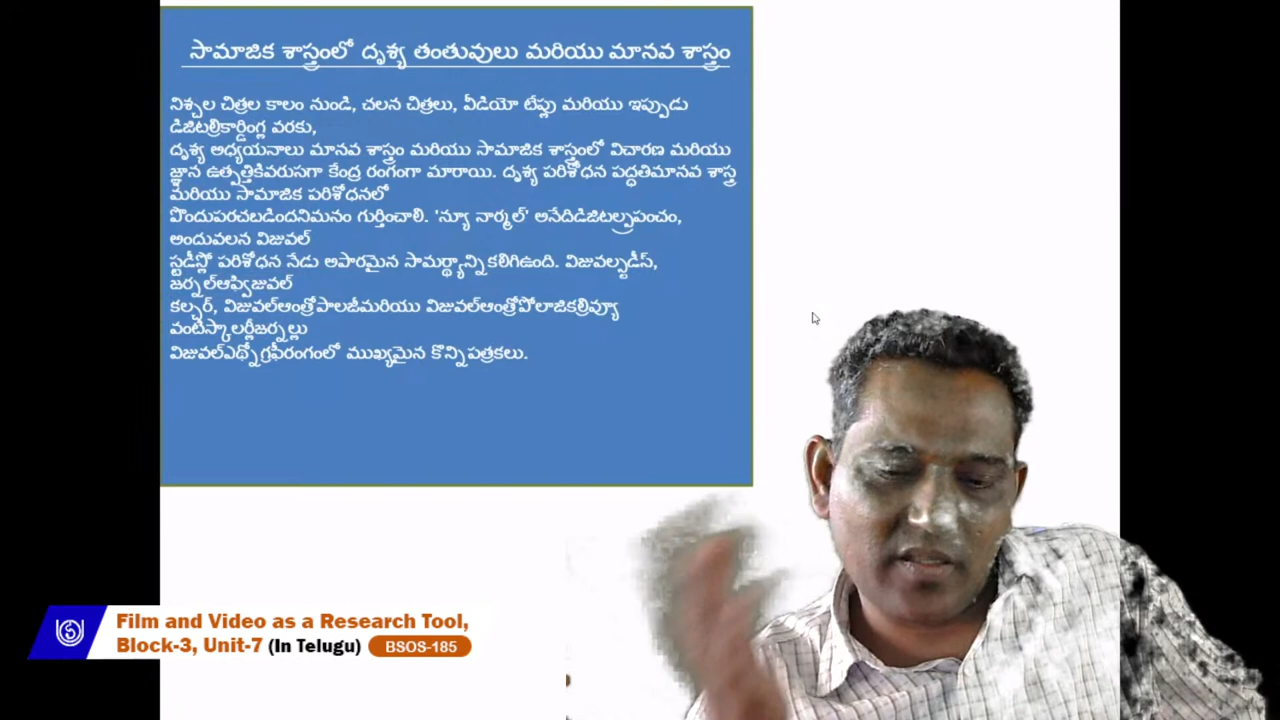 సామాజిక శాస్త్రంలో దృశ్య తంతువులు మరియు మానవ శాస్త్రం
నిశ్చల చిత్రల కాలం నుండి, చలన చిత్రలు, వీడియో టేప్లు మరియు ఇప్పుడు
డిజిటల్రికార్డింగ్ల వరకు,
దృశ్య అధ్యయనాలు మానవ శాస్త్రం మరియు సామాజిక శాస్త్రంలో విచారణ మరియు
జ్ఞాన ఉత్పత్తికివరుసగా కేంద్ర రంగంగా మారాయి. దృశ్య పరిశోధన పద్ధతిమానవ శాస్త్ర
మరియు సామాజిక పరిశోధనలో
పొందుపరచబడిందనిమనం గుర్తించాలి. 'న్యూ నార్మల్' అనేదిడిజిటల్ప్రపంచం,
అందువలన విజువల్
స్టడీస్లో పరిశోధన నేడు అపారమైన సామర్థ్యాన్నికలిగిఉంది. విజువల్స్టడీస్,
జర్నల్ఆఫ్విజువల్
కల్చర్, విజువల్ఆంత్రోపాలజీమరియు విజువల్ఆంత్రోపోలాజికల్రివ్యూ
వంటిస్కాలర్లీజర్నల్లు
విజువల్ఎథ్నోగ్రఫీరంగంలో ముఖ్యమైన కొన్నిపత్రికలు.
Film and Video as a Research Tool,
Block-3, Unit-7 (In Telugu) BSOS-185